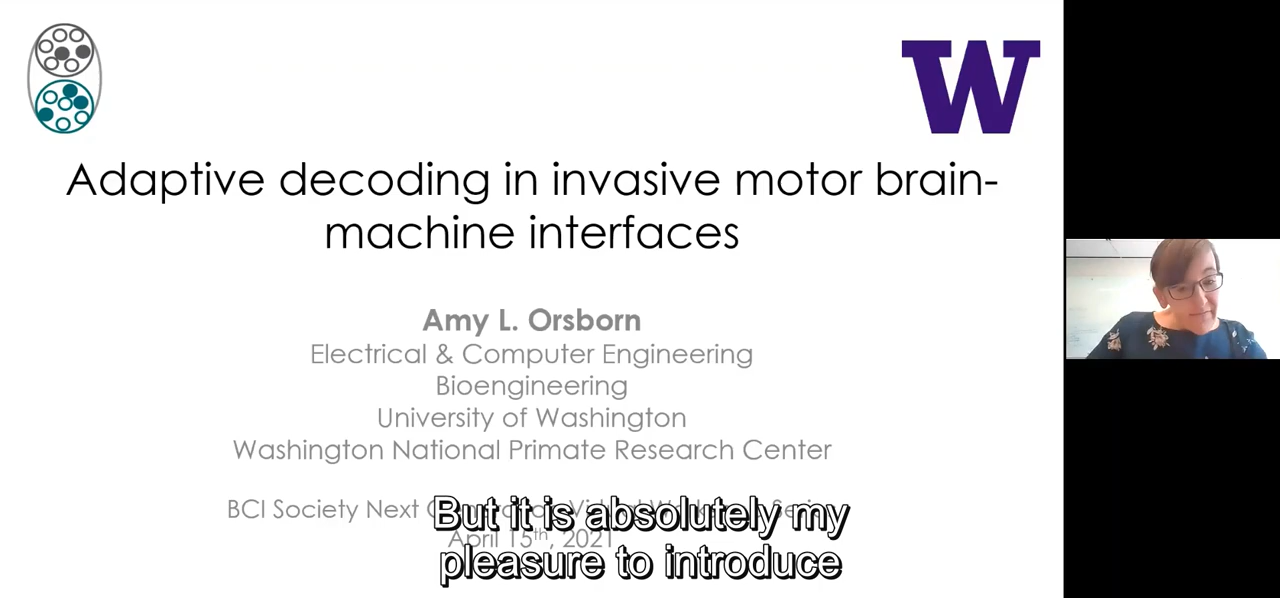 W
Adaptive decoding in invasive motor brain-
machine interfaces
Amy L. Orsborn
Electrical & Computer Engineering
Bioengineering
University of Washington
Washington National Primate Research Center
BCI Society Next
April 15th, 2021
But it is absolutely my
pleasure to introduce